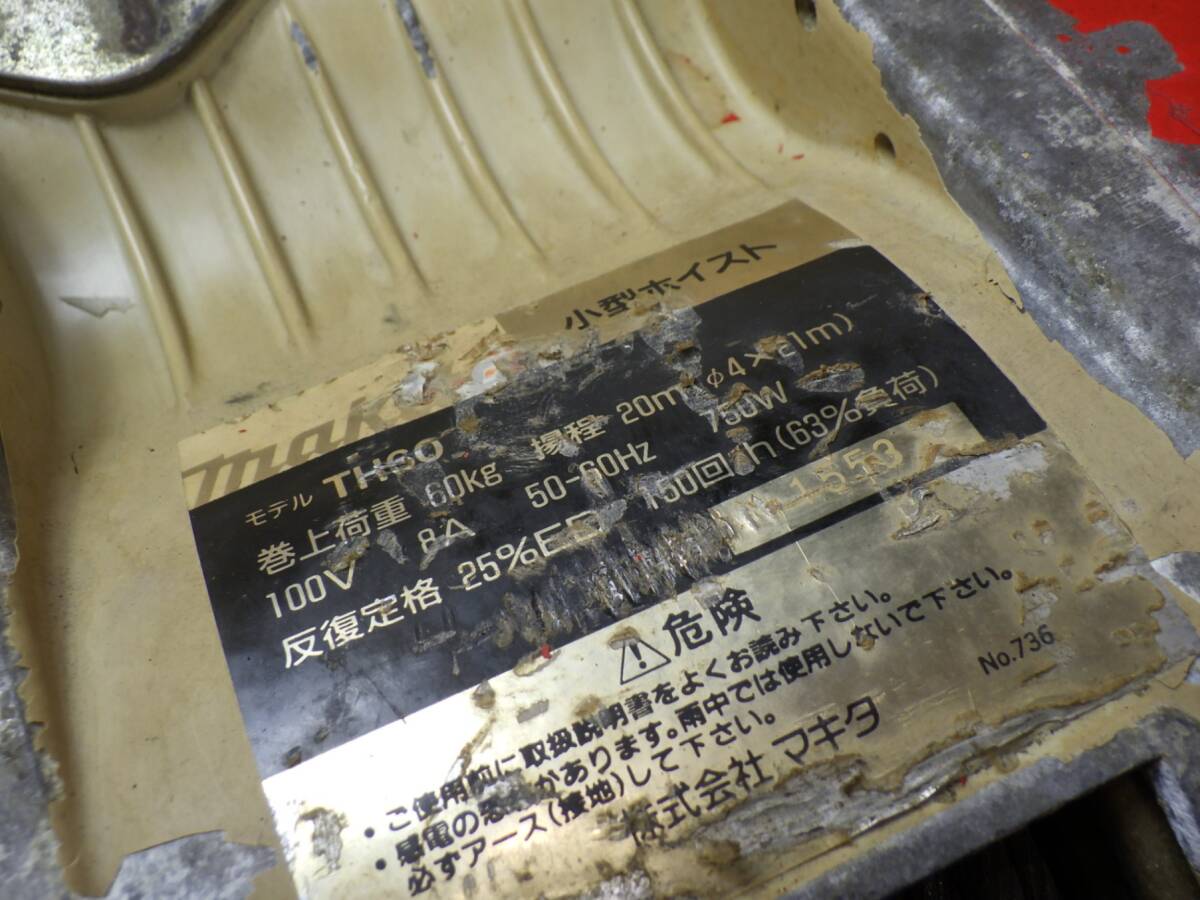 小型ホイスト
mak
モデル TH60
巻上荷重 60kg 揚程 20m(φ4×21m)
100V 8A 50-60Hz 750W
反復定格 25%ED 150回/h(63%負荷)
1553
⚠危険
・ご使用前に取扱説明書をよくお読み下さい。
・感電の恐れがあります。雨中では使用しないで下さい。
必ずアース(接地)して下さい。
株式会社 マキタ
No.736